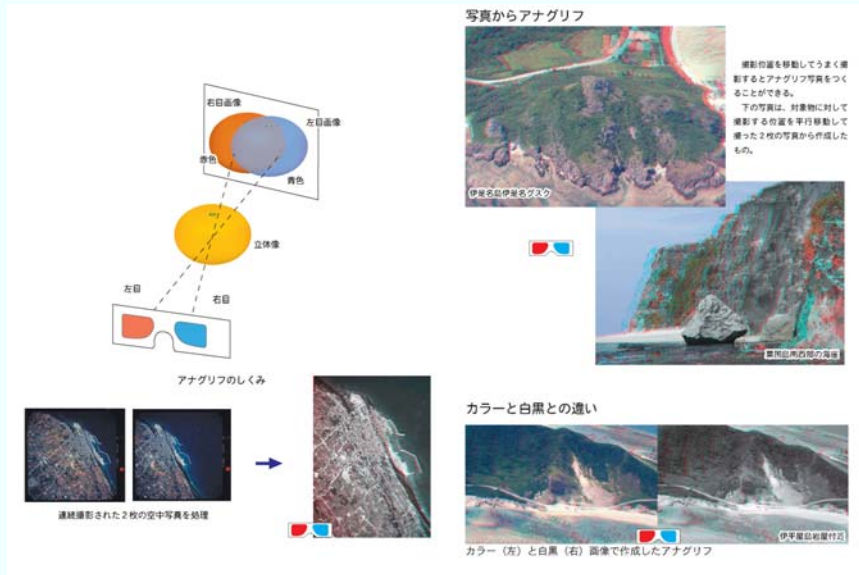 右目画像
左目画像
赤色
青色
立体像
左目
右目
アナグリフのしくみ
連続撮影された2枚の空中写真を処理
写真からアナグリフ
撮影位置を移動してうまく撮
影するとアナグリフ写真をつく
ることができる。
下の写真は、対象物に対して
撮影する位置を平行移動して
撮った2枚の写真から作成した
もの。
伊是名島伊是名グスク
粟国島南西部の海崖
カラーと白黒との違い
伊平屋島岩屋付近
カラー（左）と白黒（右）画像で作成したアナグリフ